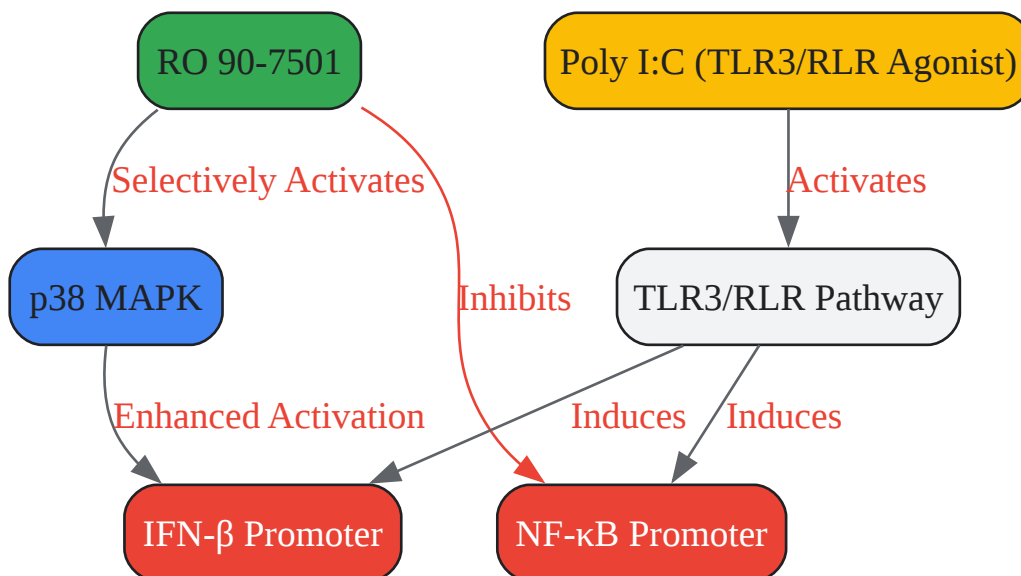 RO 90-7501
Poly I:C (TLR3/RLR Agonist)
Selectively Activates
Activates
p38 MAPK
Inhibits
TLR3/RLR Pathway
Enhanced Activation
Induces
Induces
IFN-β Promoter
NF-κB Promoter